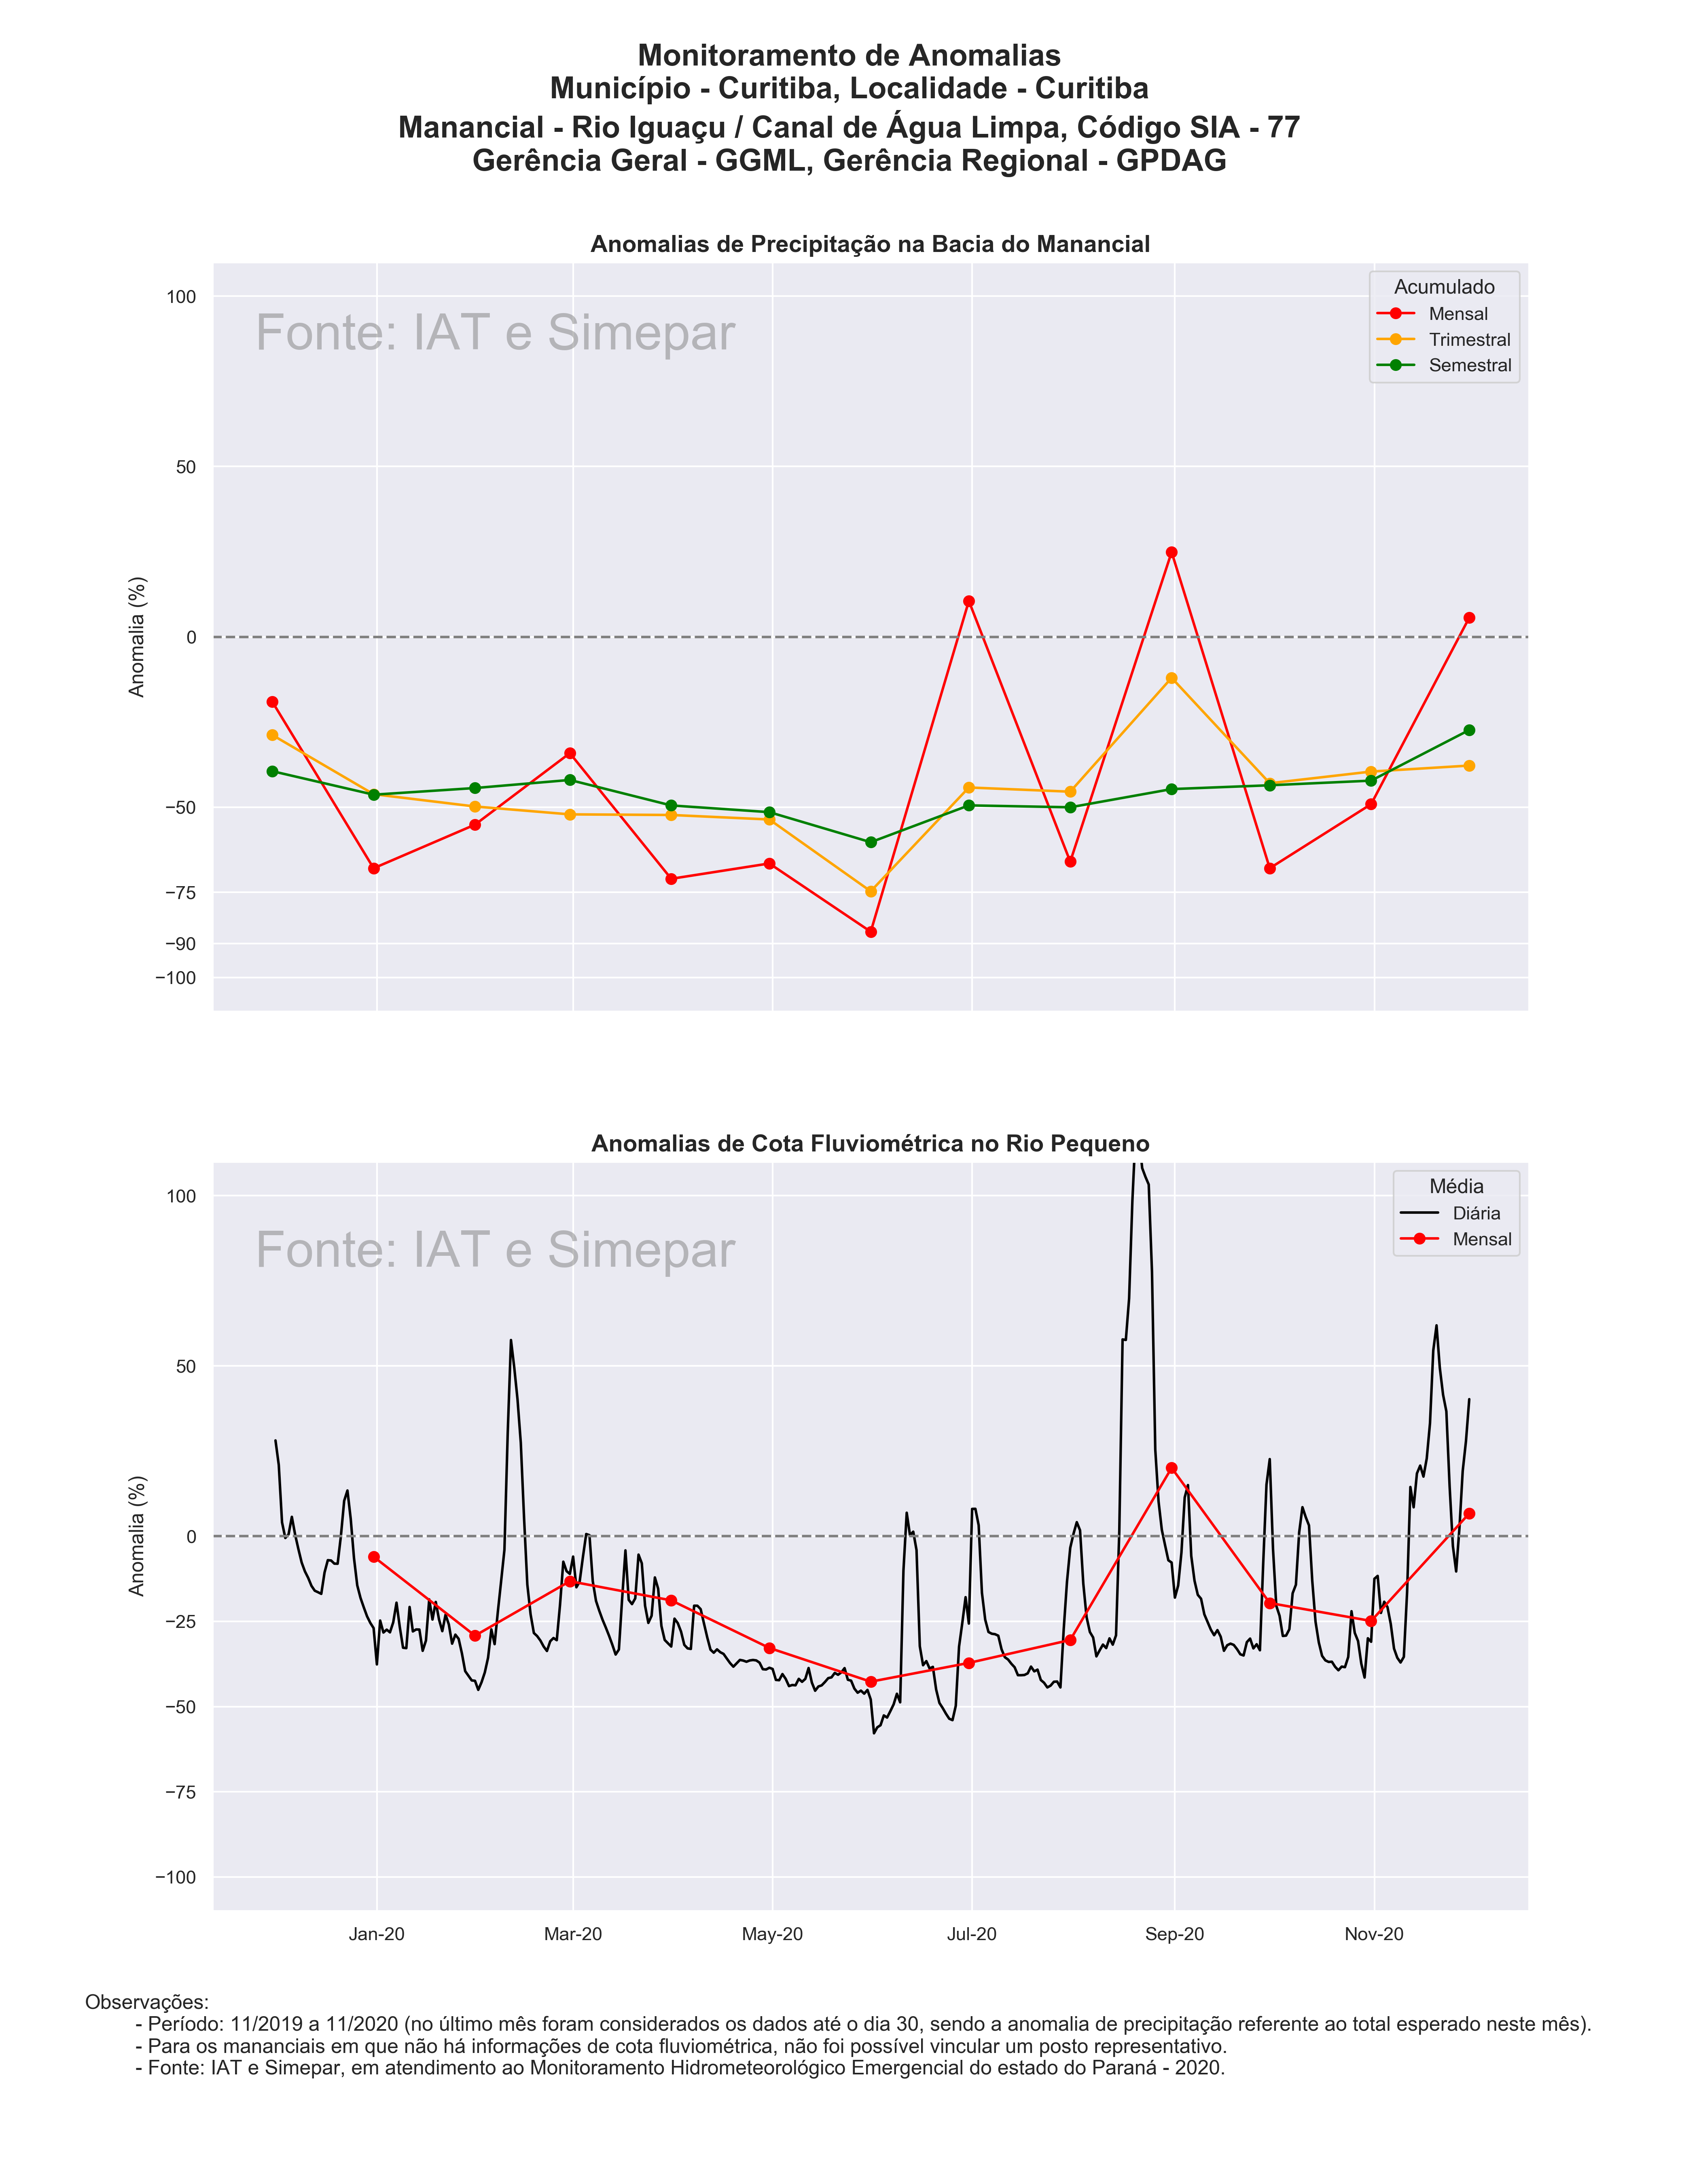 Monitoramento de Anomalias
Município - Curitiba, Localidade - Curitiba
Manancial - Rio Iguaçu / Canal de Água Limpa, Código SIA - 77
Gerência Geral - GGML, Gerência Regional - GPDAG
Anomalias de Precipitação na Bacia do Manancial
Fonte: IAT e Simepar
Acumulado
Mensal
Trimestral
Semestral
Anomalia (%)
100
50
0
−50
−75
−90
−100
Anomalias de Cota Fluviométrica no Rio Pequeno
Fonte: IAT e Simepar
Média
Diária
Mensal
Anomalia (%)
100
50
0
−25
−50
−75
−100
Jan-20 Mar-20 May-20 Jul-20 Sep-20 Nov-20
Observações:
- Período: 11/2019 a 11/2020 (no último mês foram considerados os dados até o dia 30, sendo a anomalia de precipitação referente ao total esperado neste mês).
- Para os mananciais em que não há informações de cota fluviométrica, não foi possível vincular um posto representativo.
- Fonte: IAT e Simepar, em atendimento ao Monitoramento Hidrometeorológico Emergencial do estado do Paraná - 2020.